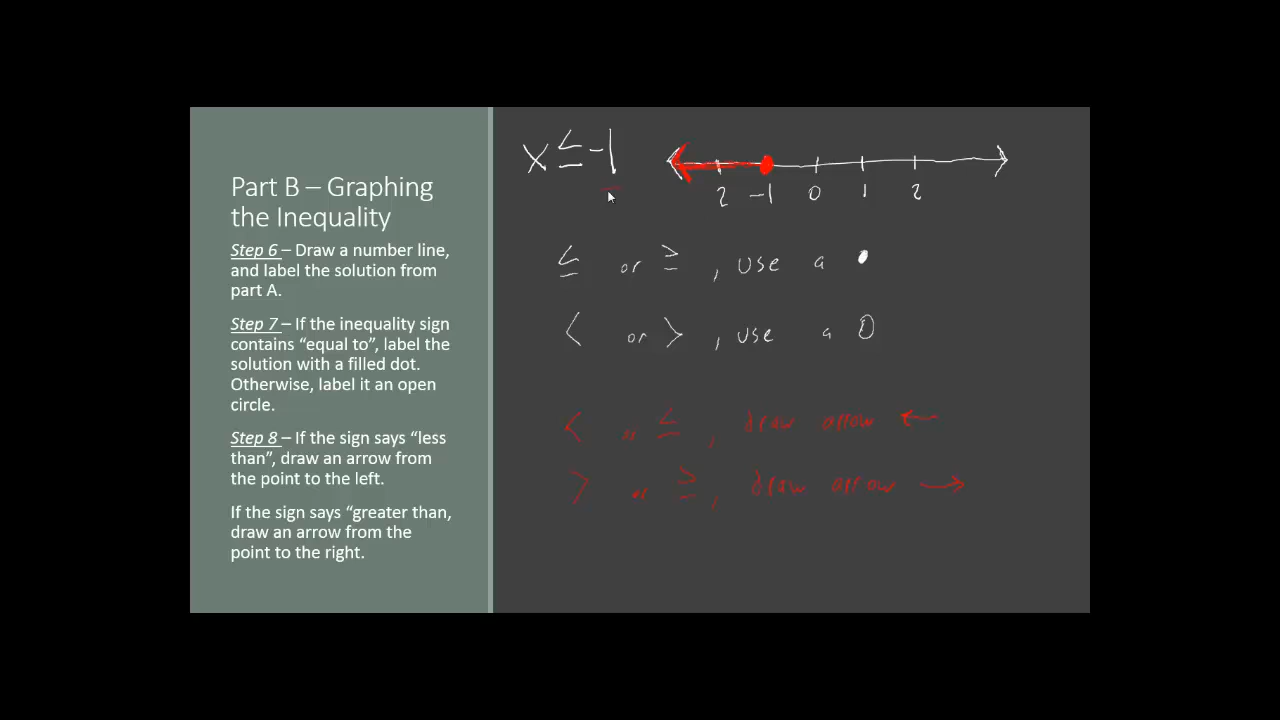 Part B – Graphing
the Inequality
Step 6 – Draw a number line,
and label the solution from
part A.
Step 7 – If the inequality sign
contains “equal to”, label the
solution with a filled dot.
Otherwise, label it an open
circle.
Step 8 – If the sign says “less
than”, draw an arrow from
the point to the left.
If the sign says “greater than,
draw an arrow from the
point to the right.
x ≤ -1
2 -1 0 1 2
≤ or ≥ , use a ●
< or > , use a O
< or ≤ , draw arrow ←
> or ≥ , draw arrow →